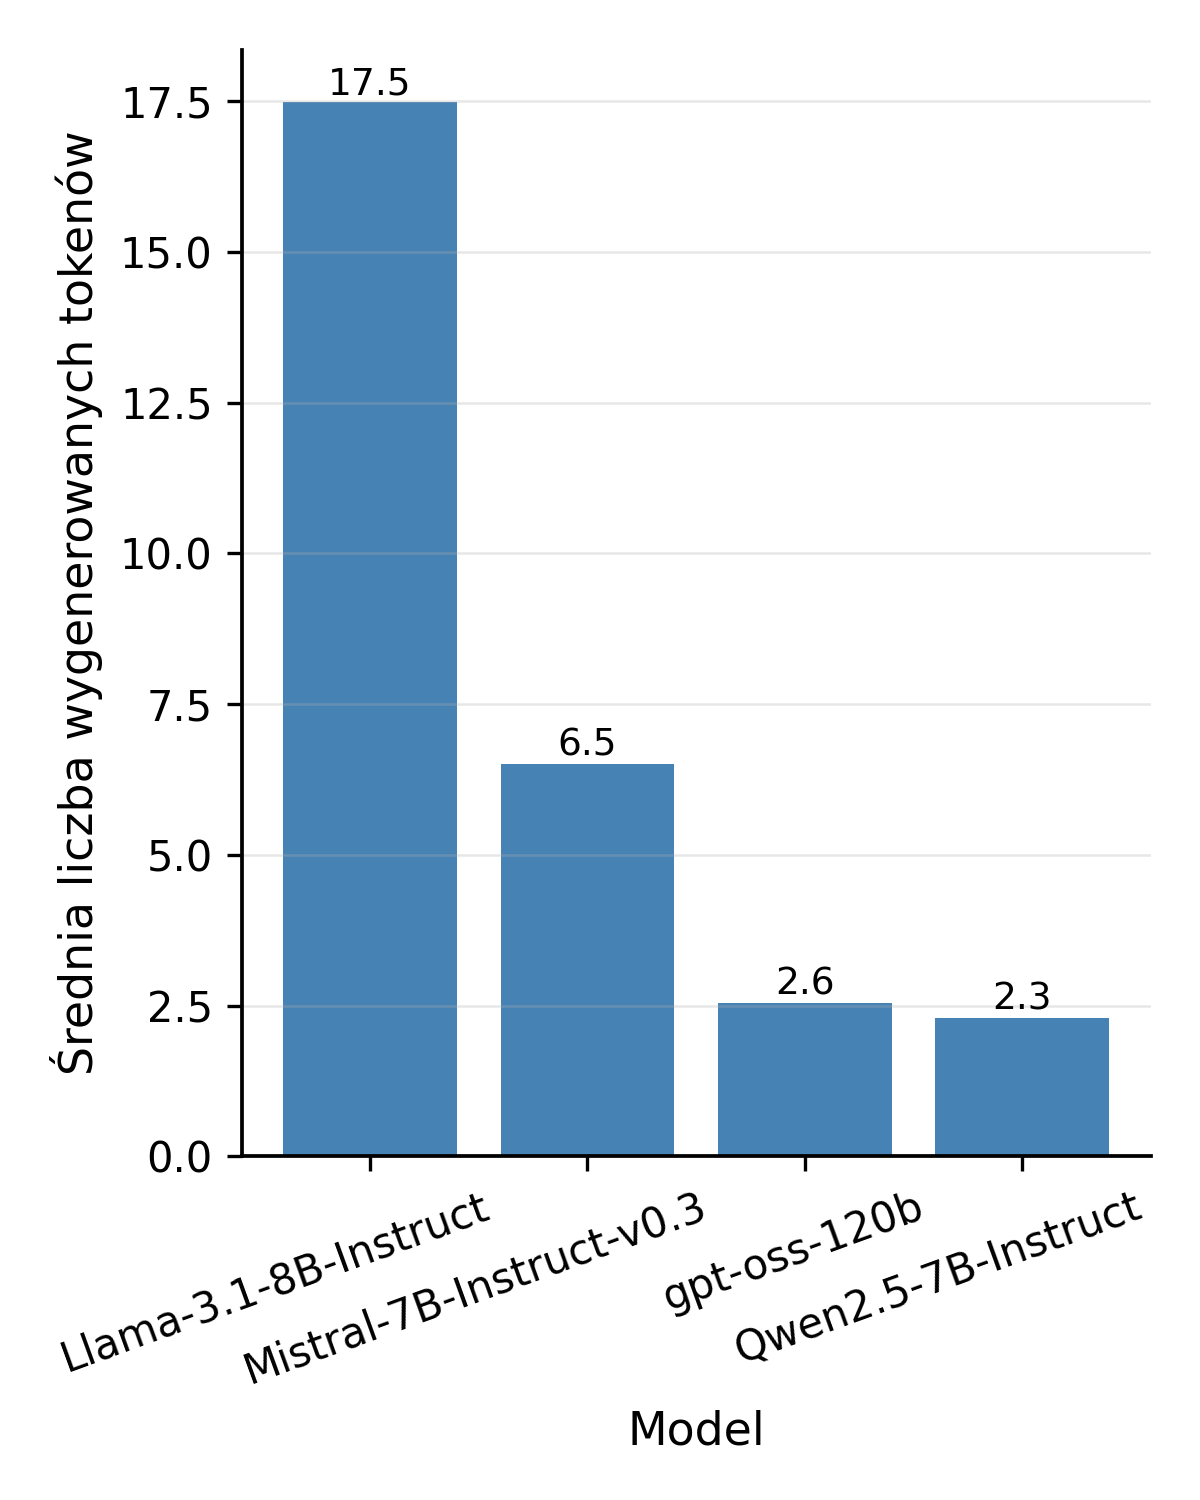 Średnia liczba wygenerowanych tokenów
17.5
15.0
12.5
10.0
7.5
5.0
2.5
0.0
17.5
6.5
2.6
2.3
Llama-3.1-8B-Instruct
Mistral-7B-Instruct-v0.3
gpt-oss-120b
Qwen2.5-7B-Instruct
Model